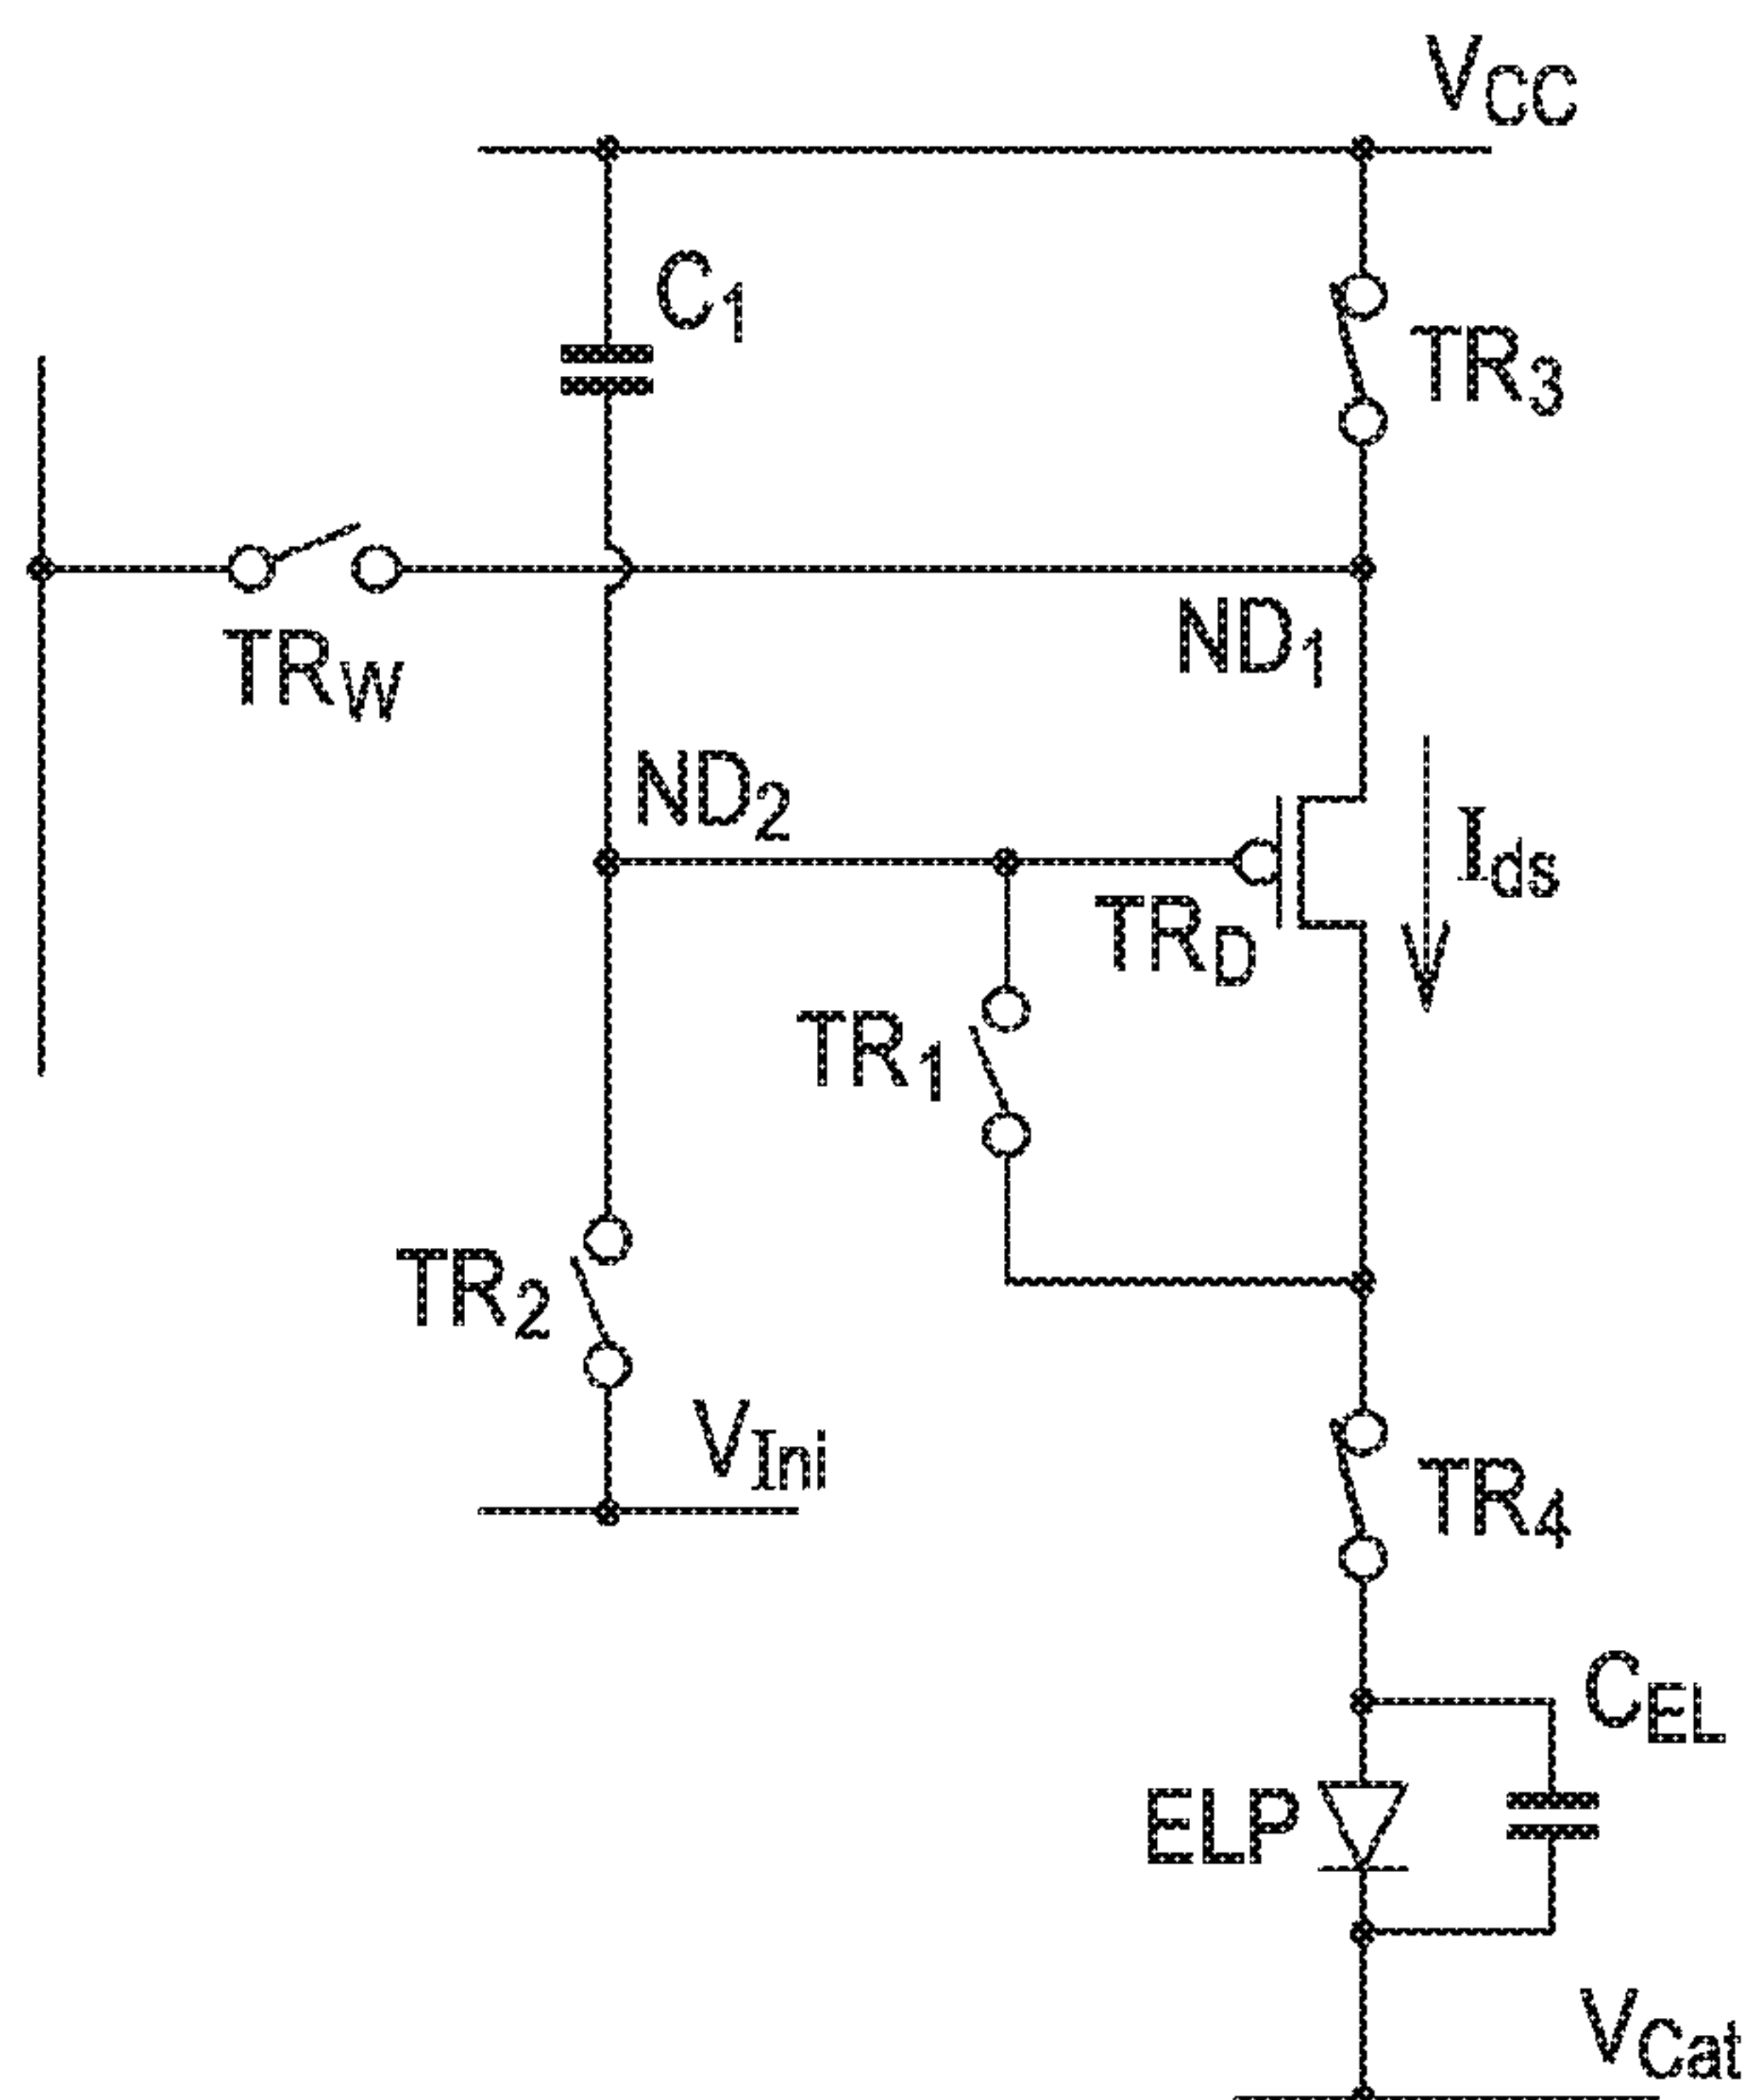 VCC
C1
TR3
TRW
ND1
ND2
Ids
TRD
TR1
TR2
VIni
TR4
CEL
ELP
VCat